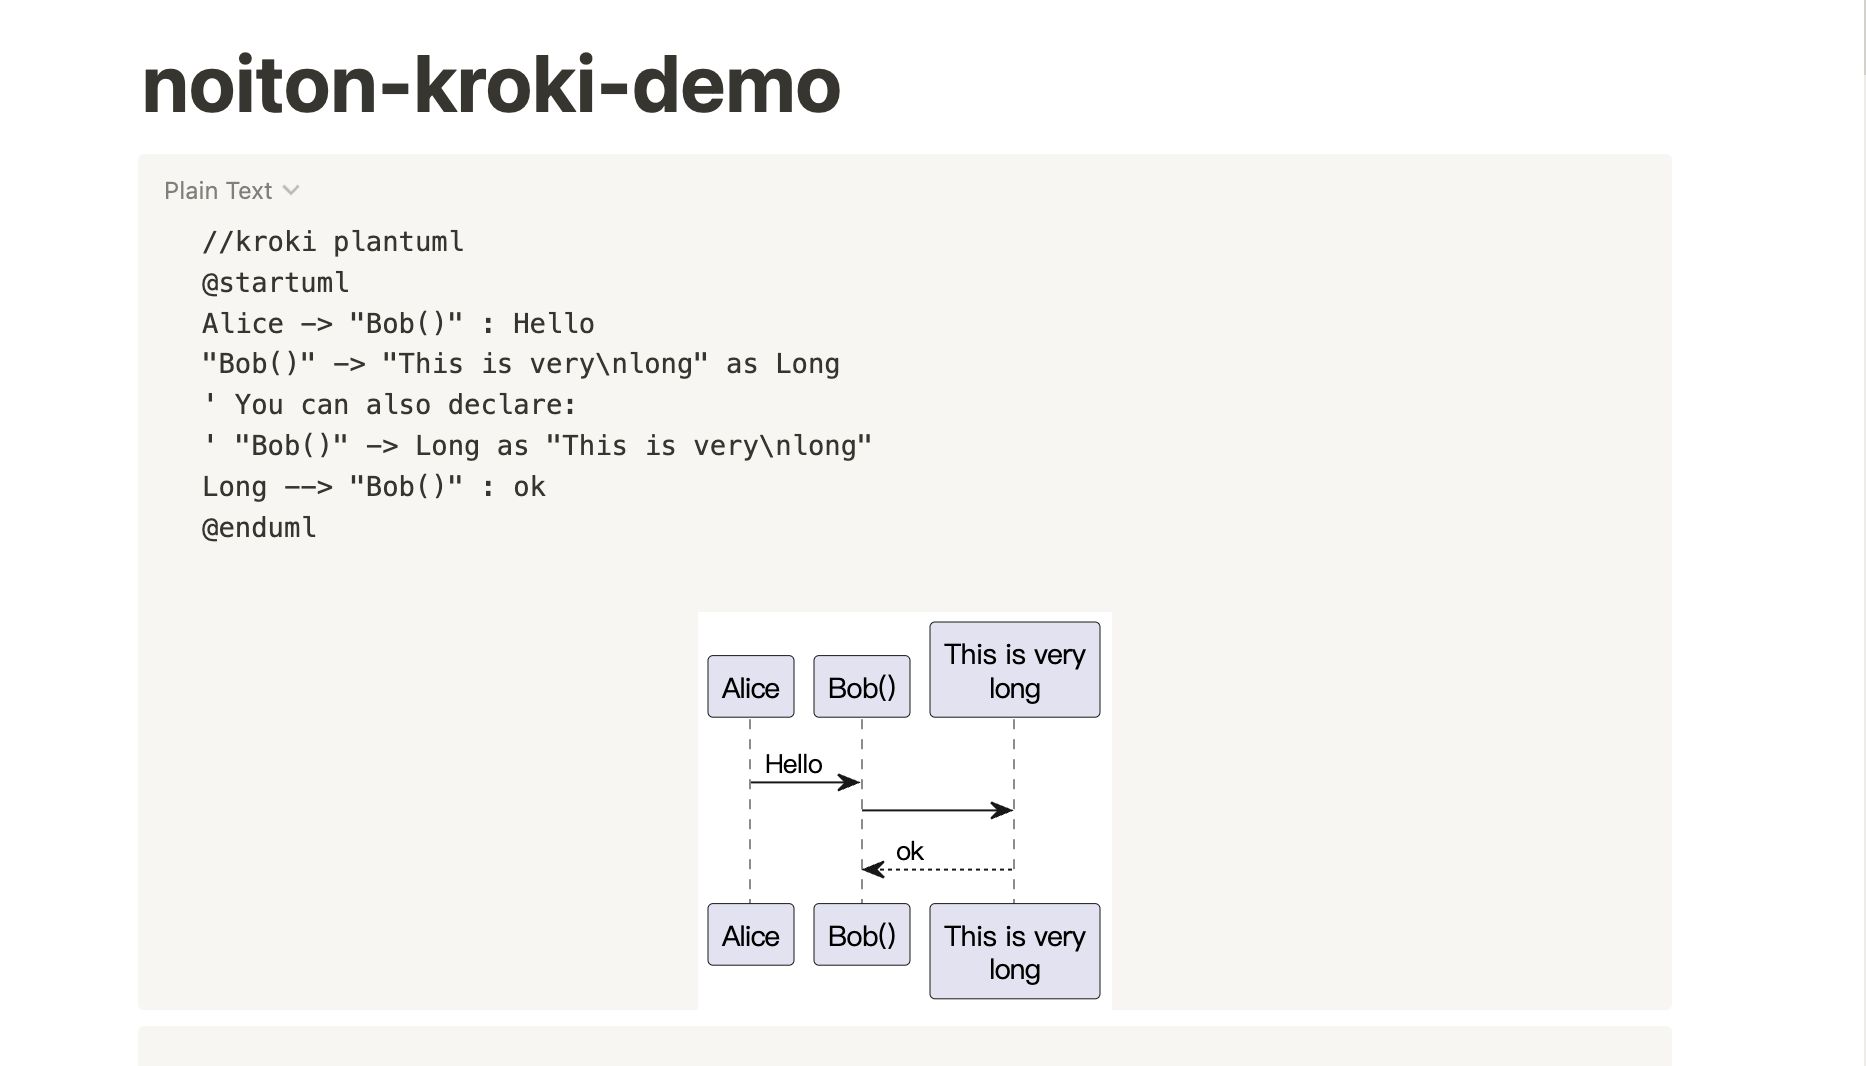 noiton-kroki-demo
Plain Text
//kroki plantuml
@startuml
Alice -> "Bob()" : Hello
"Bob()" -> "This is very\nlong" as Long
' You can also declare:
' "Bob()" -> Long as "This is very\nlong"
Long --> "Bob()" : ok
@enduml
This is very
Alice Bob() long
Hello
ok
Alice Bob() This is very
long